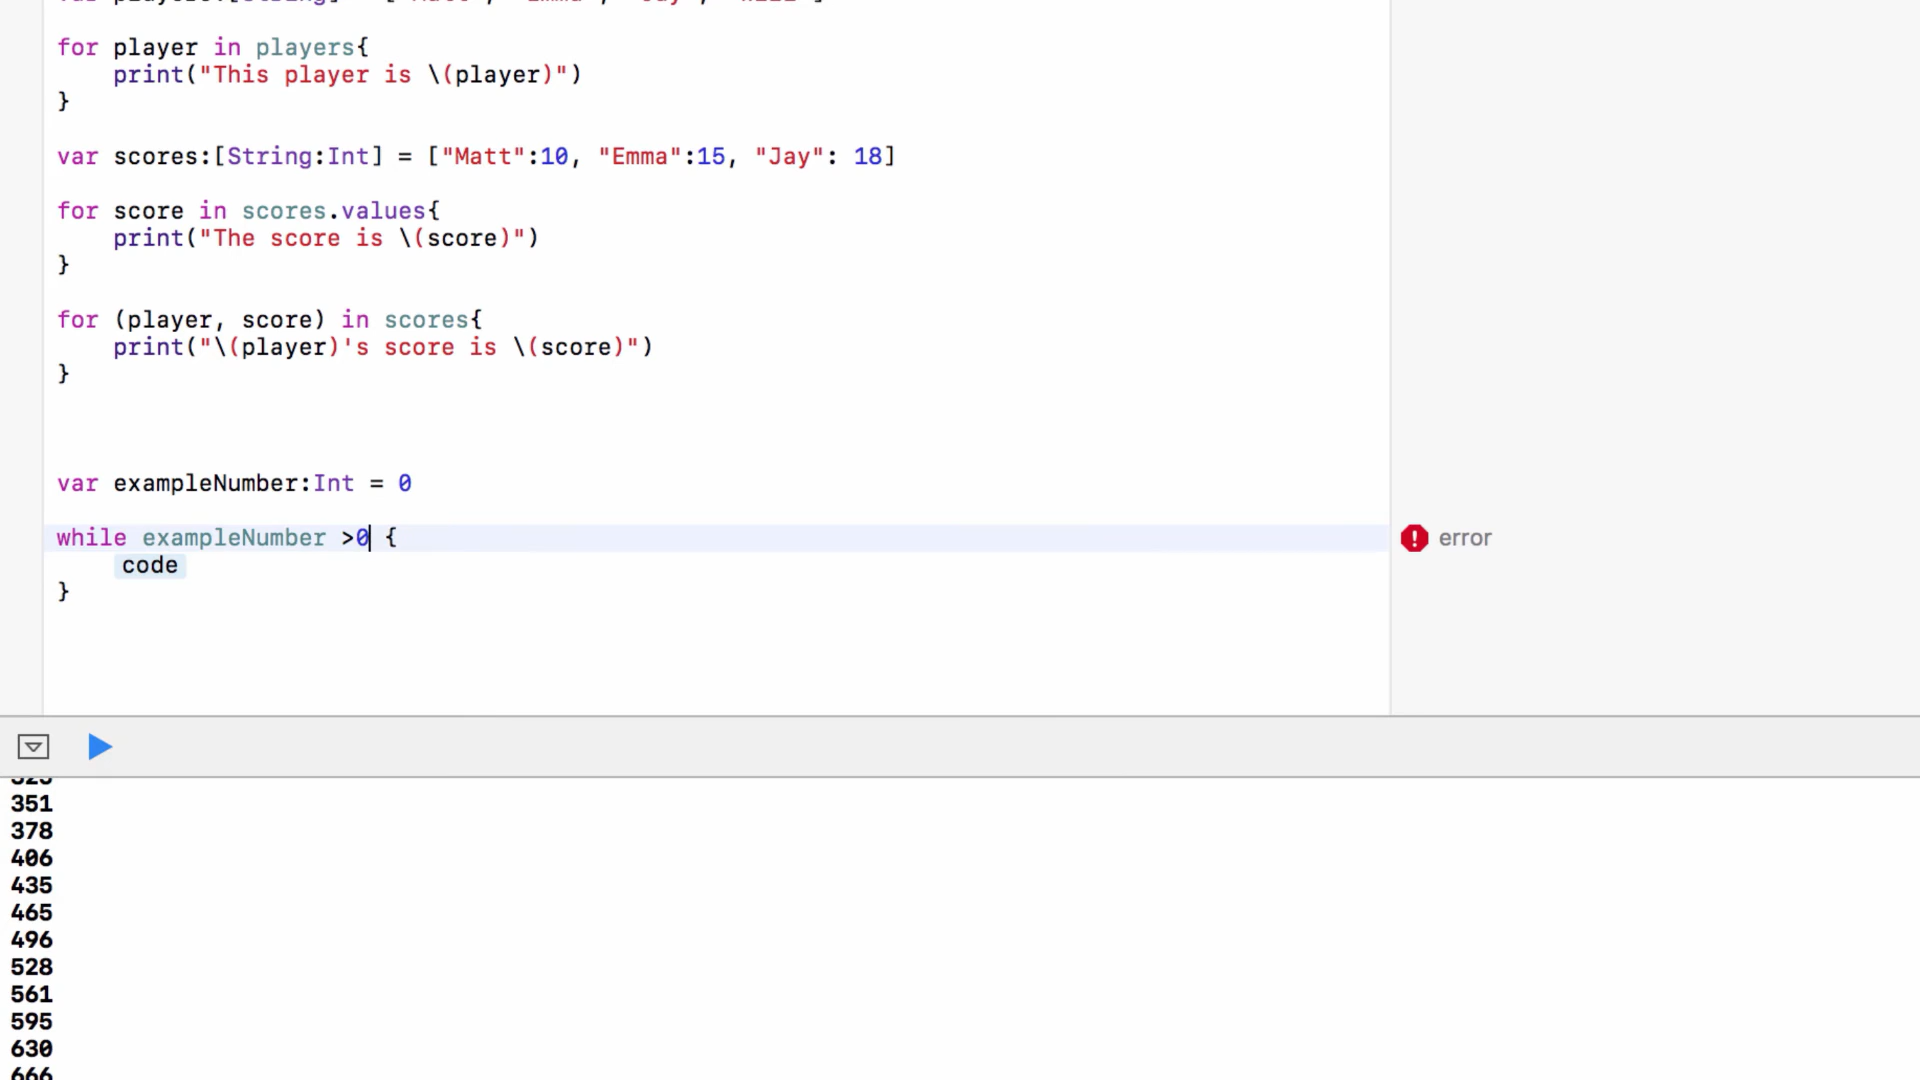 for player in players{
print("This player is \(player)")
}
var scores:[String:Int] = ["Matt":10, "Emma":15, "Jay": 18]
for score in scores.values{
print("The score is \(score)")
}
for (player, score) in scores{
print("\(player)'s score is \(score)")
}
var exampleNumber:Int = 0
while exampleNumber >0 {
error
code
}
351
378
406
435
465
496
528
561
595
630
666